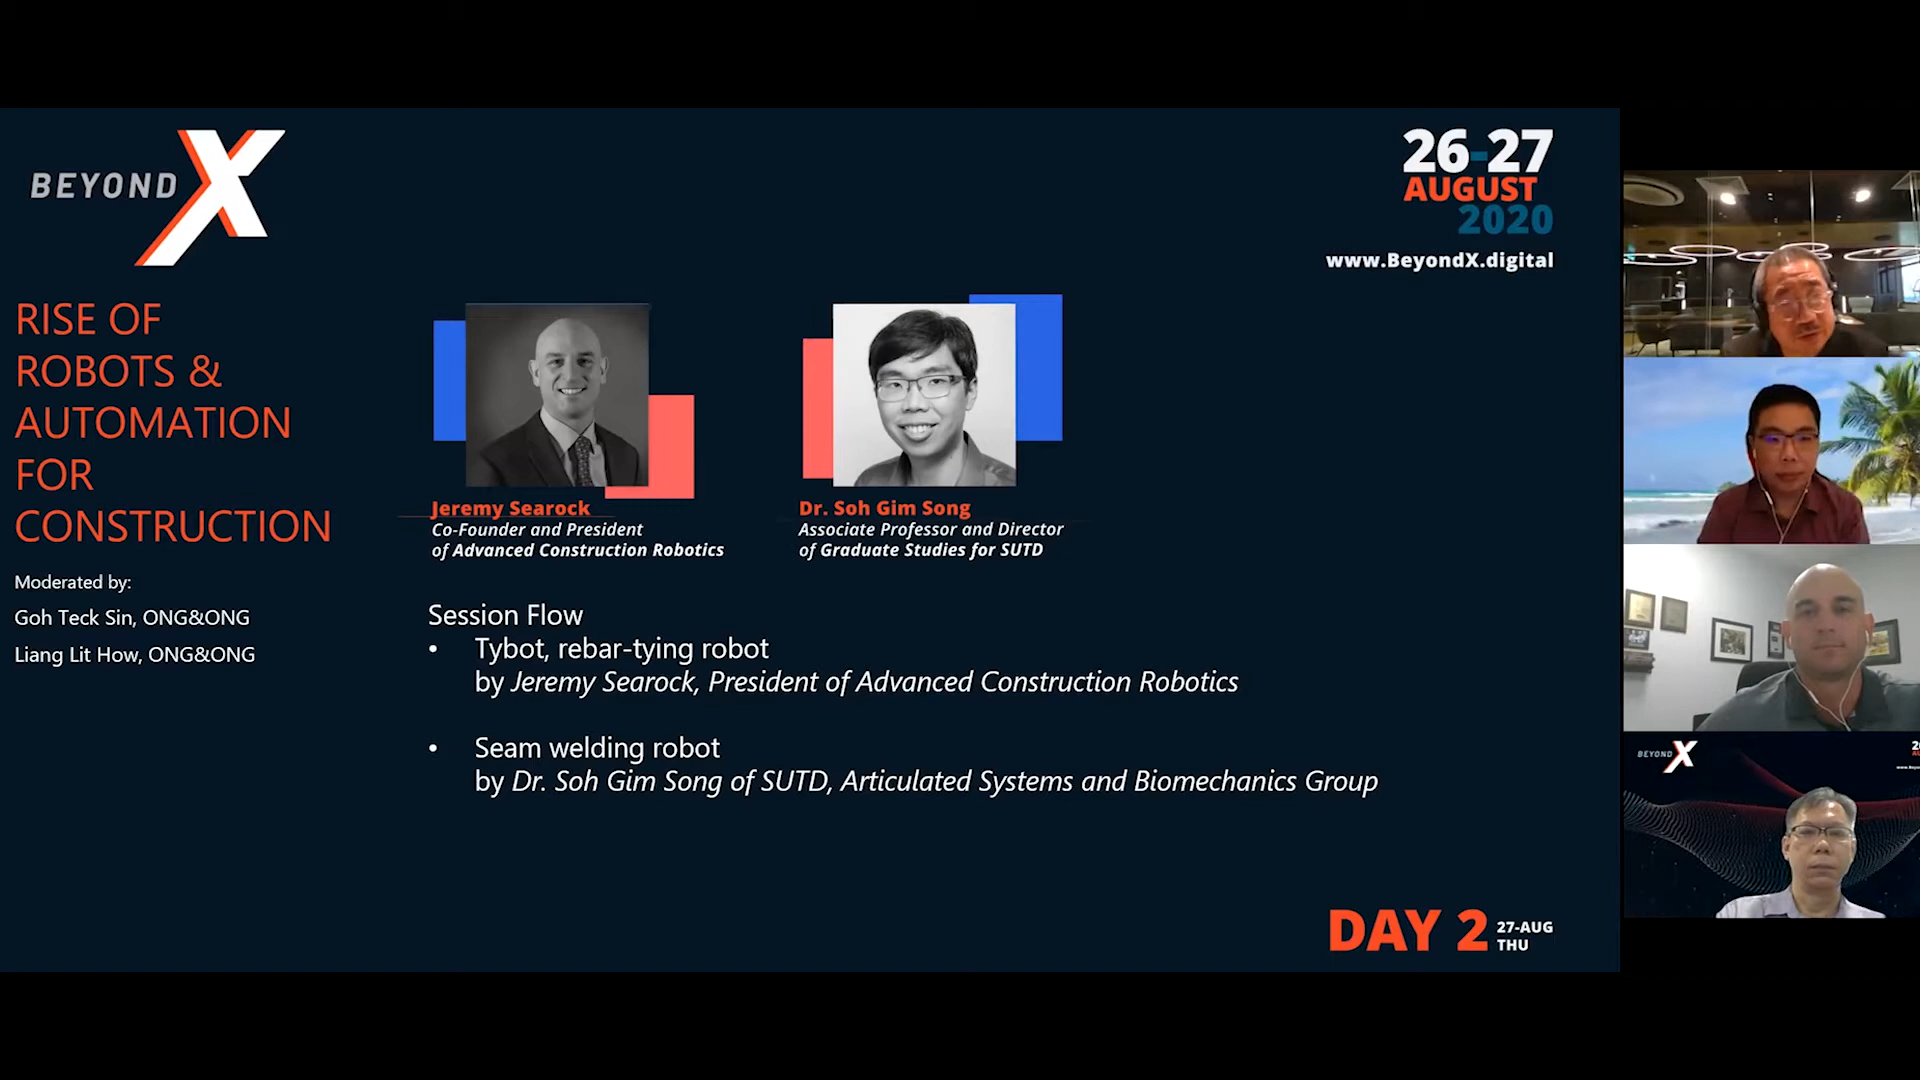 BEYOND X
26-27
AUGUST
2020
www.BeyondX.digital
RISE OF
ROBOTS &
AUTOMATION
FOR
CONSTRUCTION
Moderated by:
Goh Teck Sin, ONG&ONG
Liang Lit How, ONG&ONG
Jeremy Searock
Co-Founder and President
of Advanced Construction Robotics
Dr. Soh Gim Song
Associate Professor and Director
of Graduate Studies for SUTD
Session Flow
• Tybot, rebar-tying robot
by Jeremy Searock, President of Advanced Construction Robotics
• Seam welding robot
by Dr. Soh Gim Song of SUTD, Articulated Systems and Biomechanics Group
DAY 2 27-AUG
THU
BEYOND X